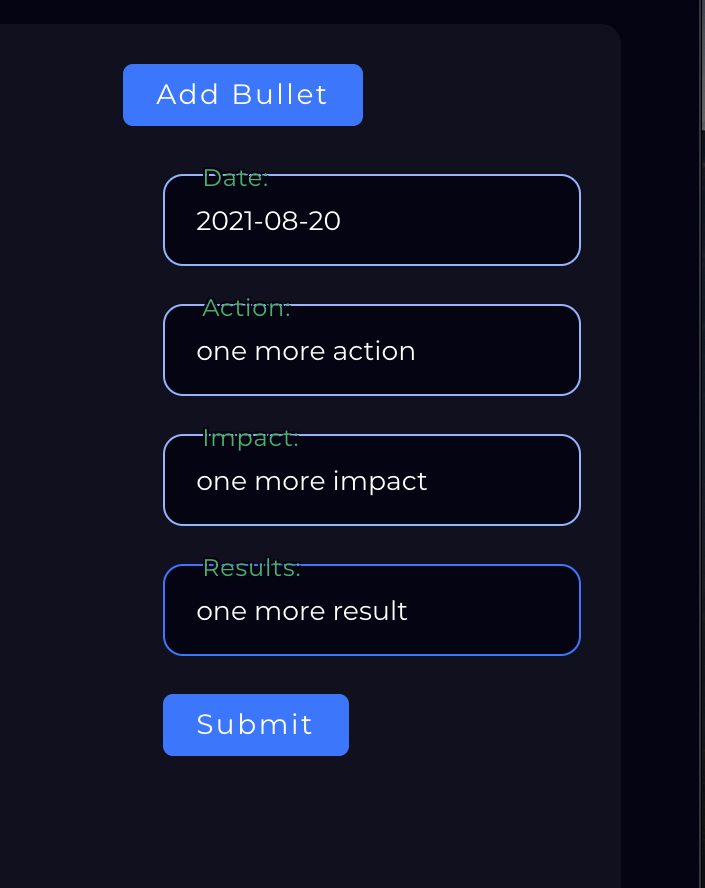 Add Bullet
Date:
2021-08-20
Action:
one more action
Impact:
one more impact
Results:
one more result
Submit